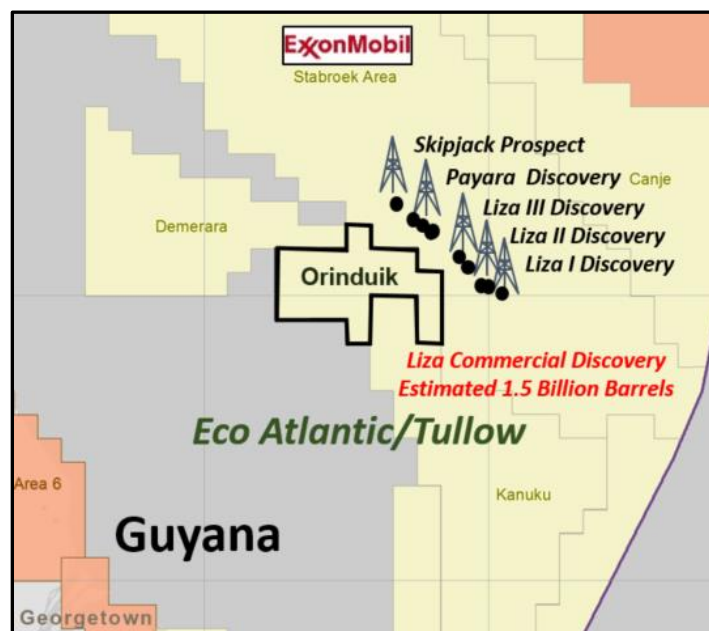 ExxonMobil
Stabroek Area
Skipjack Prospect
Payara Discovery
Canje
Liza III Discovery
Demerara
Liza II Discovery
Liza I Discovery
Orinduik
Liza Commercial Discovery
Estimated 1.5 Billion Barrels
Eco Atlantic/Tullow
Area 6
Kanuku
Guyana
Georgetown